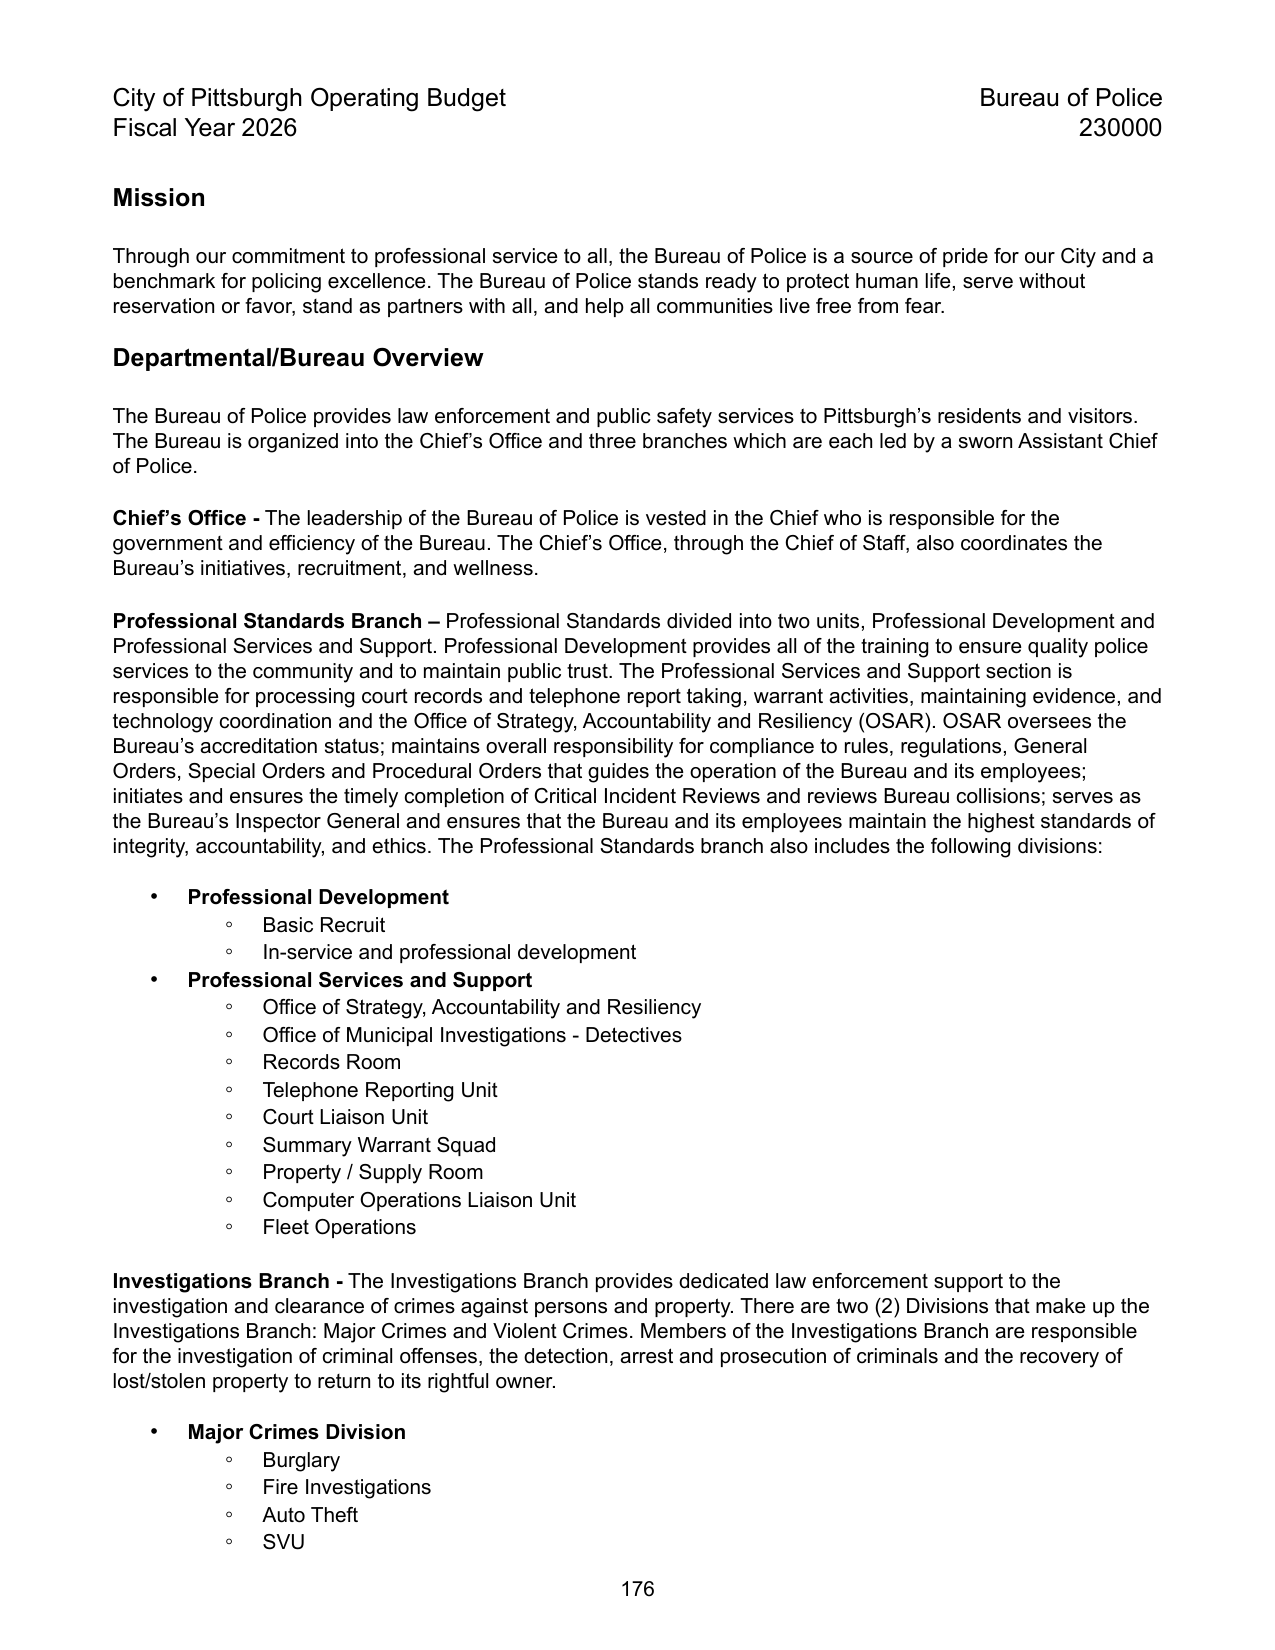 City of Pittsburgh Operating Budget
Fiscal Year 2026
Bureau of Police
230000
Mission
Through our commitment to professional service to all, the Bureau of Police is a source of pride for our City and a
benchmark for policing excellence. The Bureau of Police stands ready to protect human life, serve without
reservation or favor, stand as partners with all, and help all communities live free from fear.
Departmental/Bureau Overview
The Bureau of Police provides law enforcement and public safety services to Pittsburgh’s residents and visitors.
The Bureau is organized into the Chief’s Office and three branches which are each led by a sworn Assistant Chief
of Police.
Chief’s Office - The leadership of the Bureau of Police is vested in the Chief who is responsible for the
government and efficiency of the Bureau. The Chief’s Office, through the Chief of Staff, also coordinates the
Bureau’s initiatives, recruitment, and wellness.
Professional Standards Branch – Professional Standards divided into two units, Professional Development and
Professional Services and Support. Professional Development provides all of the training to ensure quality police
services to the community and to maintain public trust. The Professional Services and Support section is
responsible for processing court records and telephone report taking, warrant activities, maintaining evidence, and
technology coordination and the Office of Strategy, Accountability and Resiliency (OSAR). OSAR oversees the
Bureau’s accreditation status; maintains overall responsibility for compliance to rules, regulations, General
Orders, Special Orders and Procedural Orders that guides the operation of the Bureau and its employees;
initiates and ensures the timely completion of Critical Incident Reviews and reviews Bureau collisions; serves as
the Bureau’s Inspector General and ensures that the Bureau and its employees maintain the highest standards of
integrity, accountability, and ethics. The Professional Standards branch also includes the following divisions:
• Professional Development
◦ Basic Recruit
◦ In-service and professional development
• Professional Services and Support
◦ Office of Strategy, Accountability and Resiliency
◦ Office of Municipal Investigations - Detectives
◦ Records Room
◦ Telephone Reporting Unit
◦ Court Liaison Unit
◦ Summary Warrant Squad
◦ Property / Supply Room
◦ Computer Operations Liaison Unit
◦ Fleet Operations
Investigations Branch - The Investigations Branch provides dedicated law enforcement support to the
investigation and clearance of crimes against persons and property. There are two (2) Divisions that make up the
Investigations Branch: Major Crimes and Violent Crimes. Members of the Investigations Branch are responsible
for the investigation of criminal offenses, the detection, arrest and prosecution of criminals and the recovery of
lost/stolen property to return to its rightful owner.
• Major Crimes Division
◦ Burglary
◦ Fire Investigations
◦ Auto Theft
◦ SVU
176